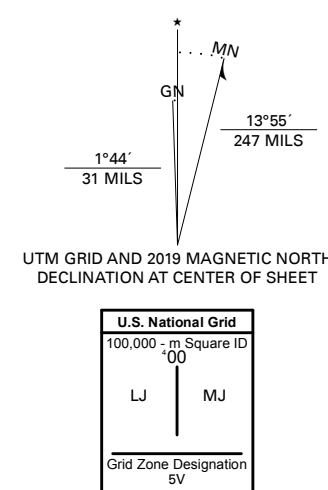 ★
MN
GN
13°55´
247 MILS
1°44´
31 MILS
UTM GRID AND 2019 MAGNETIC NORTH
DECLINATION AT CENTER OF SHEET
U.S. National Grid
100,000 - m Square ID
⁴00
LJ MJ
Grid Zone Designation
5V